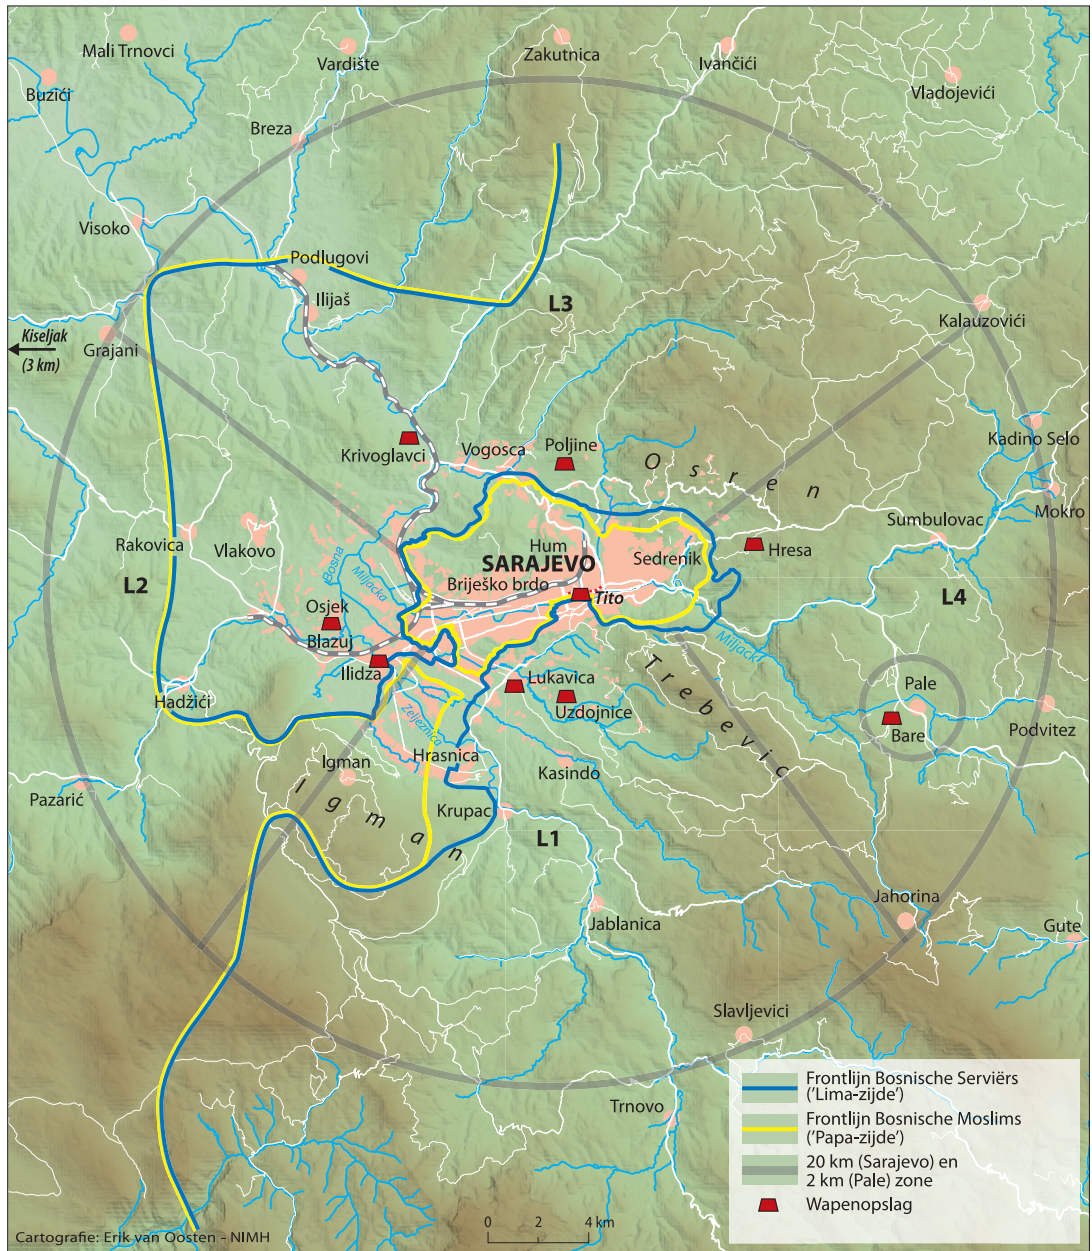 Mali Trnovci
Vardište
Zakutnica
Ivančići
Buzići
Vladojevići
Breza
Visoko
Podlugovi
Ilijaš
L3
Kalauzovići
Kiseljak
(3 km)
Grajani
Krivoglavci
Vogosca
Poljine
Kadino Selo
Osren
Mokro
Sumbulovac
Rakovica
Vlakovo
Hum
SARAJEVO
Sedrenik
Hresa
Bosna
Miljacka
Briješko brdo
Tito
L2
L4
Osjek
Blazuj
Ilidza
Miljacki
Trebevic
Lukavica
Uzdojnice
Hadžići
Pale
Bare
Podvitez
Zeljeznica
Hrasnica
Igman
Kasindo
Pazarić
Igman
Krupac
L1
Jahorina
Jablanica
Gute
Slavljevici
Trnovo
Frontlijn Bosnische Serviërs
('Lima-zijde')
Frontlijn Bosnische Moslims
('Papa-zijde')
20 km (Sarajevo) en
2 km (Pale) zone
Wapenopslag
0 2 4 km
Cartografie: Erik van Oosten - NIMH